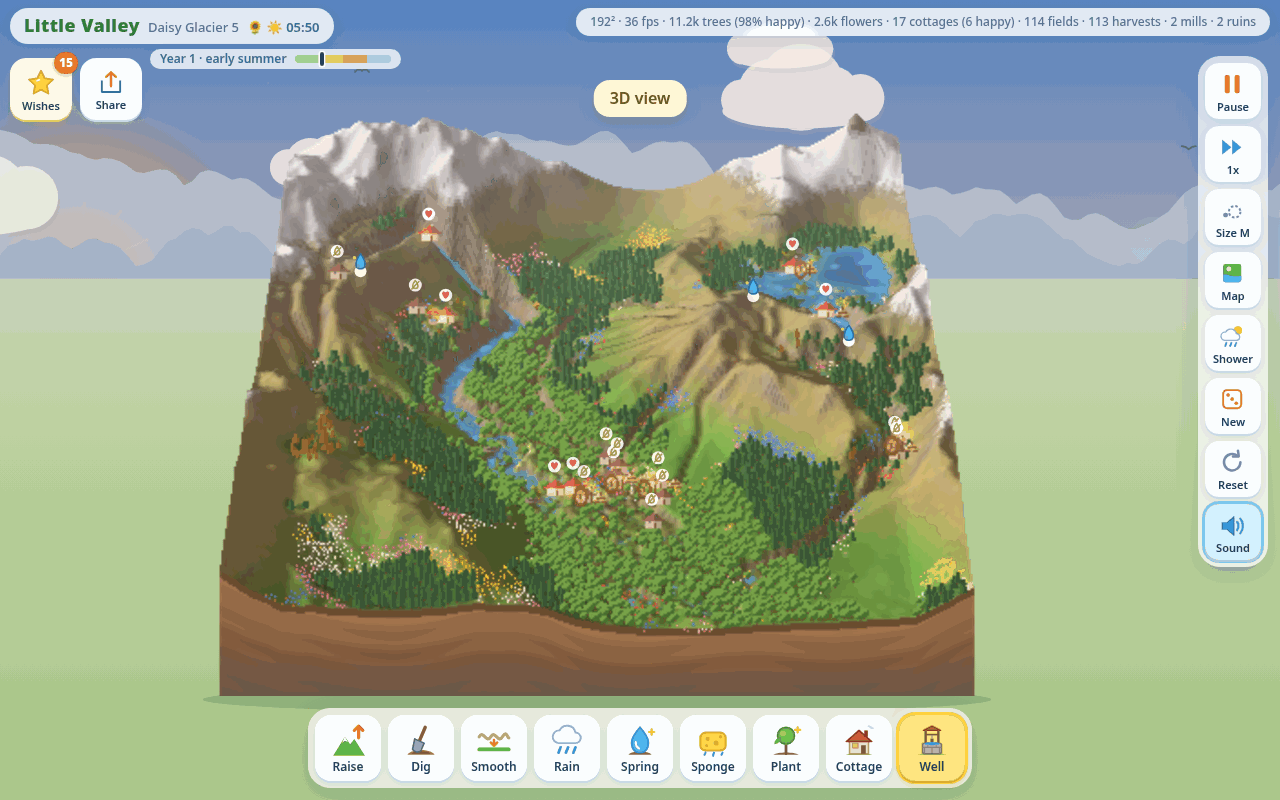 Little Valley Daisy Glacier 5 05:50
192² · 36 fps · 11.2k trees (98% happy) · 2.6k flowers · 17 cottages (6 happy) · 114 fields · 113 harvests · 2 mills · 2 ruins
Year 1 · early summer
15
Wishes
Share
3D view
Pause
1x
Size M
Map
Shower
New
Reset
Sound
Raise
Dig
Smooth
Rain
Spring
Sponge
Plant
Cottage
Well